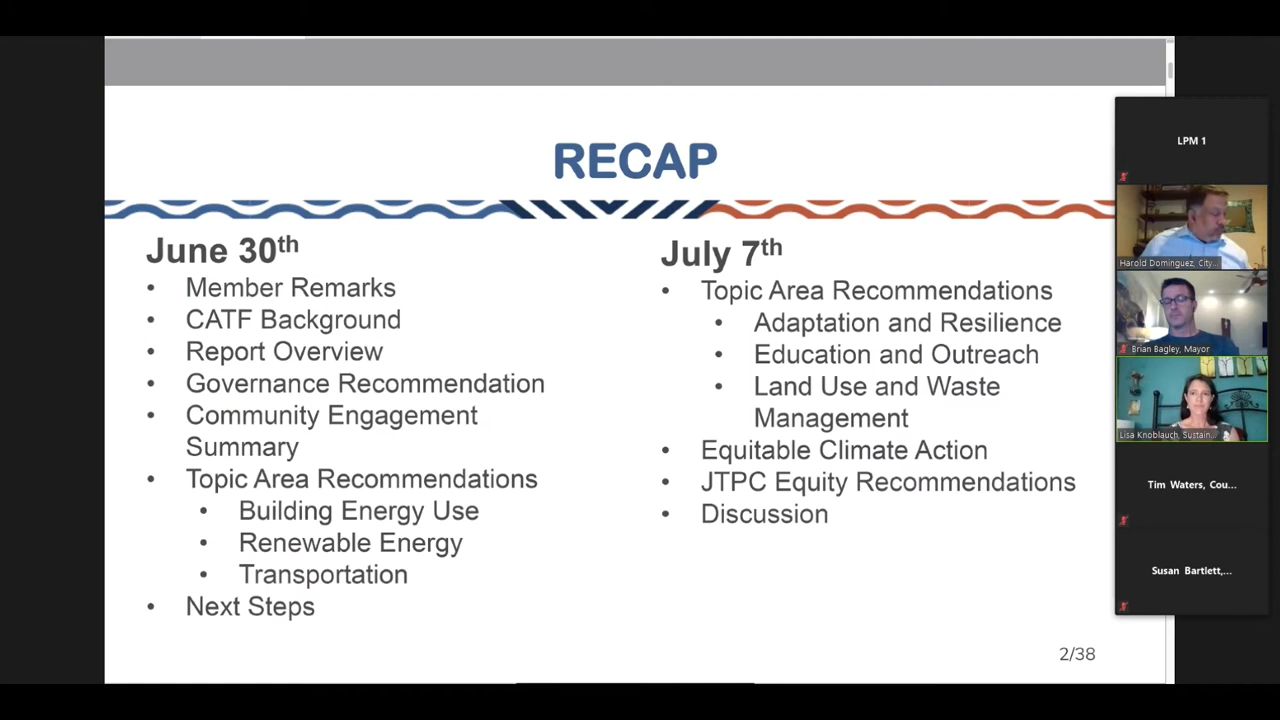 RECAP
June 30th
• Member Remarks
• CATF Background
• Report Overview
• Governance Recommendation
• Community Engagement
Summary
• Topic Area Recommendations
• Building Energy Use
• Renewable Energy
• Transportation
• Next Steps
July 7th
• Topic Area Recommendations
• Adaptation and Resilience
• Education and Outreach
• Land Use and Waste
Management
• Equitable Climate Action
• JTPC Equity Recommendations
• Discussion
2/38
LPM 1
Harold Dominguez, City...
Brian Bagley, Mayor
Lisa Knoblauch, Sustain...
Tim Waters, Cou...
Susan Bartlett,...